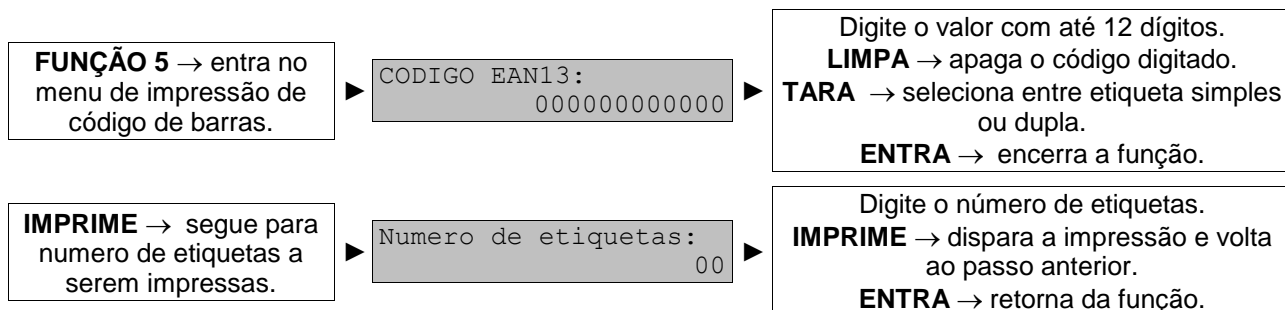 FUNÇÃO 5 → entra no
menu de impressão de
código de barras.
►
CODIGO EAN13:
000000000000
►
Digite o valor com até 12 dígitos.
LIMPA → apaga o código digitado.
TARA → seleciona entre etiqueta simples
ou dupla.
ENTRA → encerra a função.
IMPRIME → segue para
numero de etiquetas a
serem impressas.
►
Numero de etiquetas:
00
►
Digite o número de etiquetas.
IMPRIME → dispara a impressão e volta
ao passo anterior.
ENTRA → retorna da função.